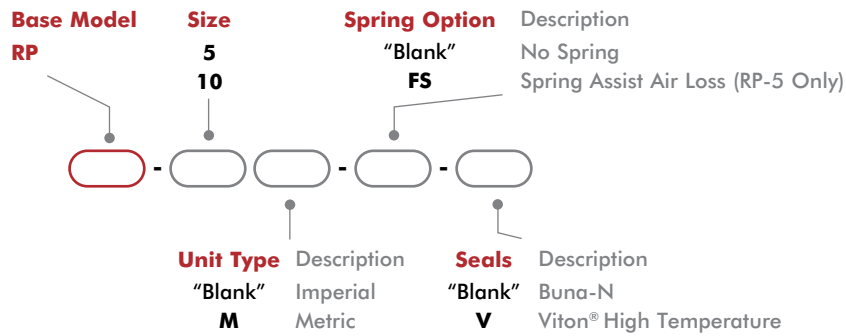 Base Model Size Spring Option Description
RP 5 “Blank” No Spring
10 FS Spring Assist Air Loss (RP-5 Only)
- - -
Unit Type Description Seals Description
“Blank” Imperial “Blank” Buna-N
M Metric V Viton® High Temperature